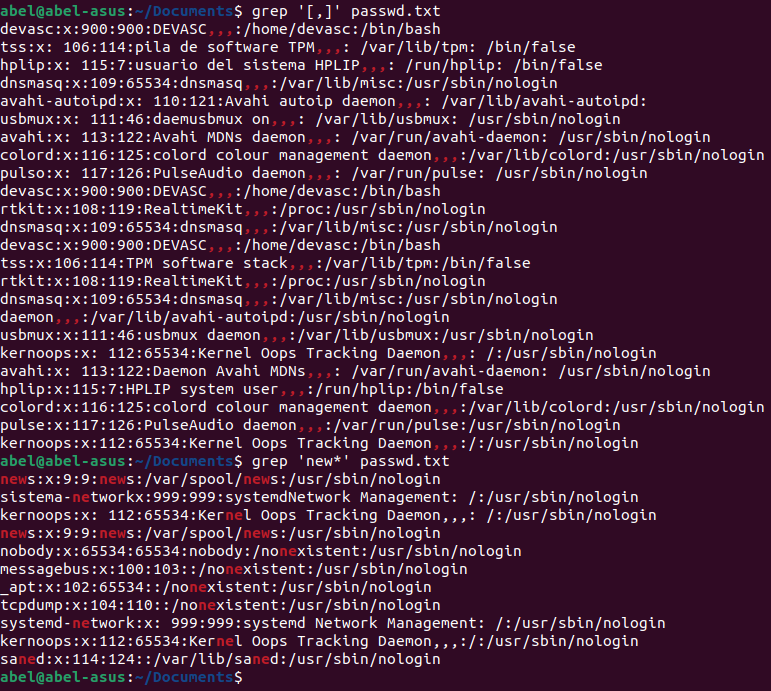 abel@abel-asus:~/Documents$ grep '[,]' passwd.txt
devasc:x:900:900:DEVASC,,,:/home/devasc:/bin/bash
tss:x: 106:114:pila de software TPM,,,: /var/lib/tpm: /bin/false
hplip:x: 115:7:usuario del sistema HPLIP,,,: /run/hplip: /bin/false
dnsmasq:x:109:65534:dnsmasq,,,:/var/lib/misc:/usr/sbin/nologin
avahi-autoipd:x: 110:121:Avahi autoip daemon,,,: /var/lib/avahi-autoipd:
usbmux:x: 111:46:daemusbmux on,,,: /var/lib/usbmux: /usr/sbin/nologin
avahi:x: 113:122:Avahi MDNs daemon,,,: /var/run/avahi-daemon: /usr/sbin/nologin
colord:x:116:125:colord colour management daemon,,,:/var/lib/colord:/usr/sbin/nologin
pulso:x: 117:126:PulseAudio daemon,,,: /var/run/pulse: /usr/sbin/nologin
devasc:x:900:900:DEVASC,,,:/home/devasc:/bin/bash
rtkit:x:108:119:RealtimeKit,,,:/proc:/usr/sbin/nologin
dnsmasq:x:109:65534:dnsmasq,,,:/var/lib/misc:/usr/sbin/nologin
devasc:x:900:900:DEVASC,,,:/home/devasc:/bin/bash
tss:x:106:114:TPM software stack,,,:/var/lib/tpm:/bin/false
rtkit:x:108:119:RealtimeKit,,,:/proc:/usr/sbin/nologin
dnsmasq:x:109:65534:dnsmasq,,,:/var/lib/misc:/usr/sbin/nologin
daemon,,,:/var/lib/avahi-autoipd:/usr/sbin/nologin
usbmux:x:111:46:usbmux daemon,,,:/var/lib/usbmux:/usr/sbin/nologin
kernoops:x: 112:65534:Kernel Oops Tracking Daemon,,,: /:/usr/sbin/nologin
avahi:x: 113:122:Daemon Avahi MDNs,,,: /var/run/avahi-daemon: /usr/sbin/nologin
hplip:x:115:7:HPLIP system user,,,:/run/hplip:/bin/false
colord:x:116:125:colord colour management daemon,,,:/var/lib/colord:/usr/sbin/nologin
pulse:x:117:126:PulseAudio daemon,,,:/var/run/pulse:/usr/sbin/nologin
kernoops:x:112:65534:Kernel Oops Tracking Daemon,,,:/:/usr/sbin/nologin
abel@abel-asus:~/Documents$ grep 'new*' passwd.txt
news:x:9:9:news:/var/spool/news:/usr/sbin/nologin
sistema-networkx:999:999:systemdNetwork Management: /:/usr/sbin/nologin
kernoops:x: 112:65534:Kernel Oops Tracking Daemon,,,: /:/usr/sbin/nologin
news:x:9:9:news:/var/spool/news:/usr/sbin/nologin
nobody:x:65534:65534:nobody:/nonexistent:/usr/sbin/nologin
messagebus:x:100:103::/nonexistent:/usr/sbin/nologin
_apt:x:102:65534::/nonexistent:/usr/sbin/nologin
tcpdump:x:104:110::/nonexistent:/usr/sbin/nologin
systemd-network:x: 999:999:systemd Network Management: /:/usr/sbin/nologin
kernoops:x:112:65534:Kernel Oops Tracking Daemon,,,:/:/usr/sbin/nologin
saned:x:114:124::/var/lib/saned:/usr/sbin/nologin
abel@abel-asus:~/Documents$